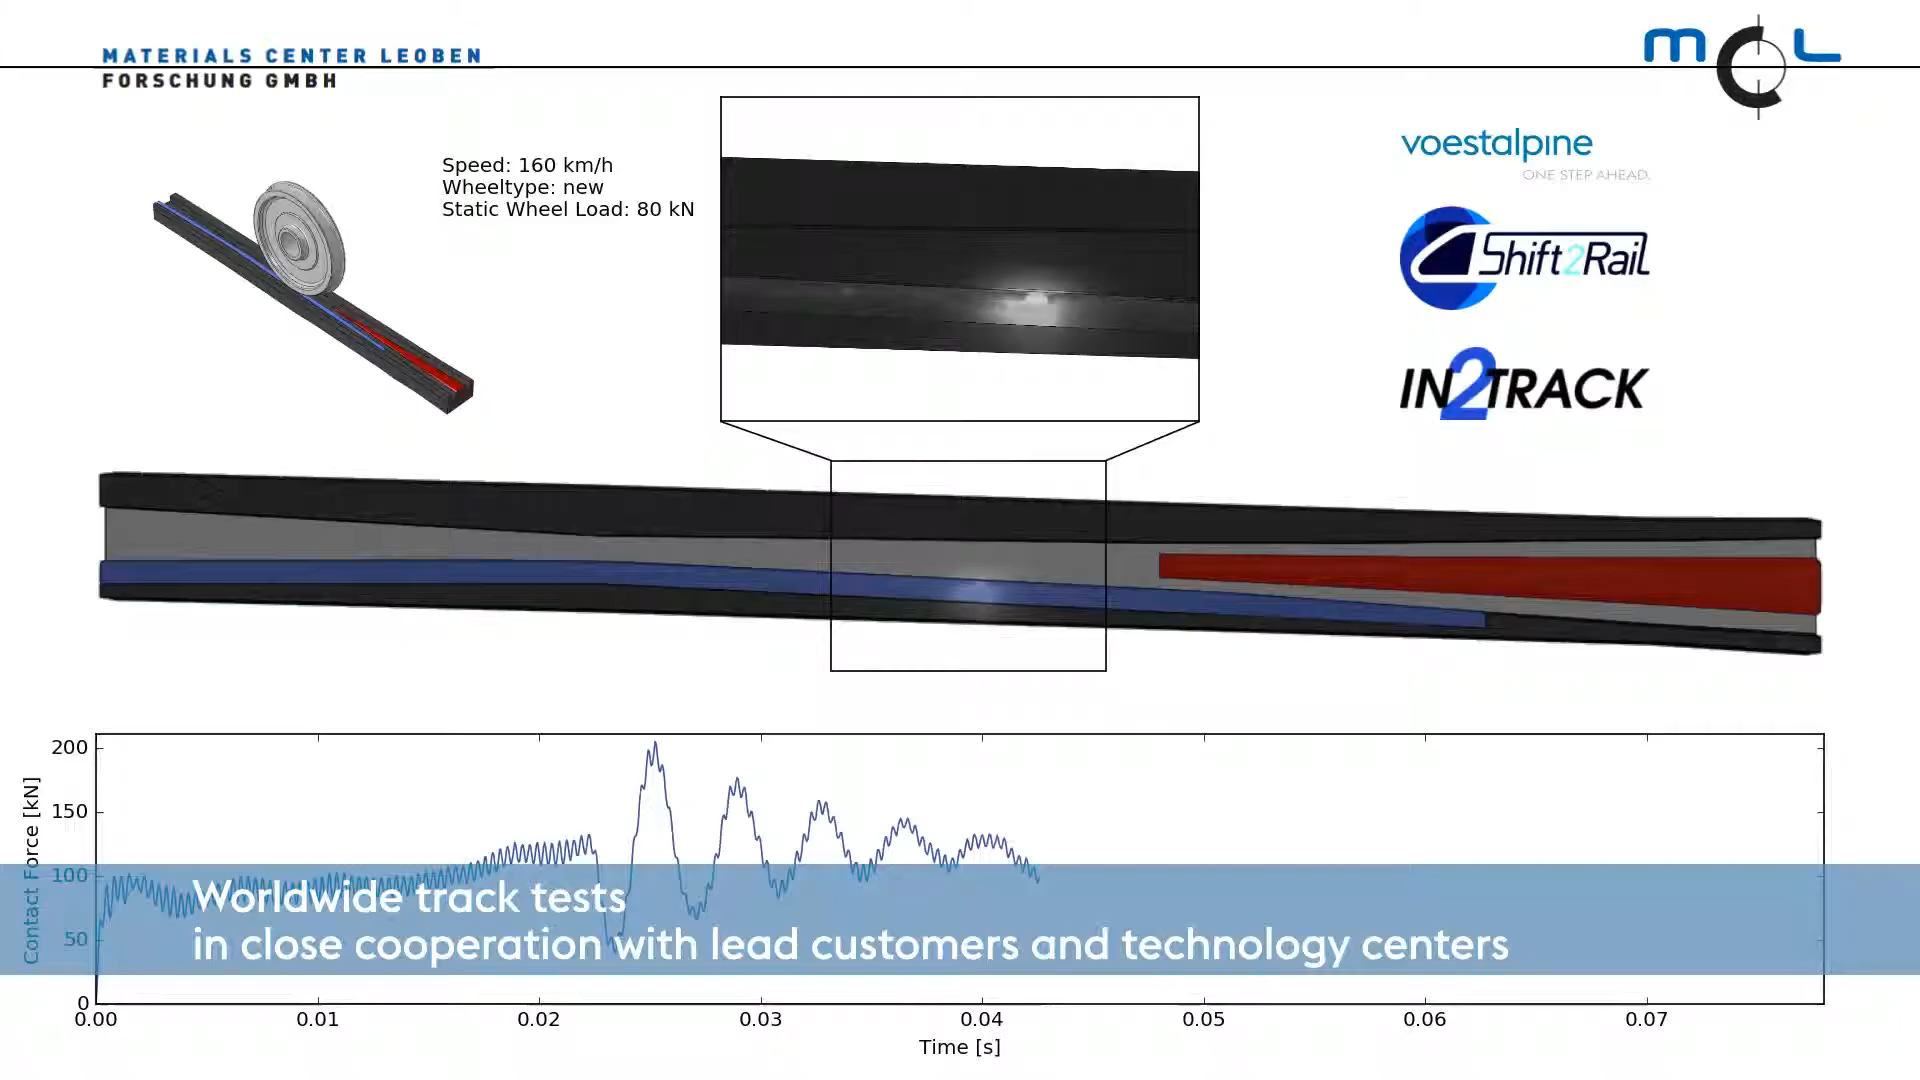 MATERIALS CENTER LEOBEN
FORSCHUNG GMBH
mCL
Speed: 160 km/h
Wheeltype: new
Static Wheel Load: 80 kN
voestalpine
ONE STEP AHEAD.
Shift2Rail
IN2TRACK
200
150
100
50
0
Contact Force [kN]
Worldwide track tests
in close cooperation with lead customers and technology centers
0.00 0.01 0.02 0.03 0.04 0.05 0.06 0.07
Time [s]